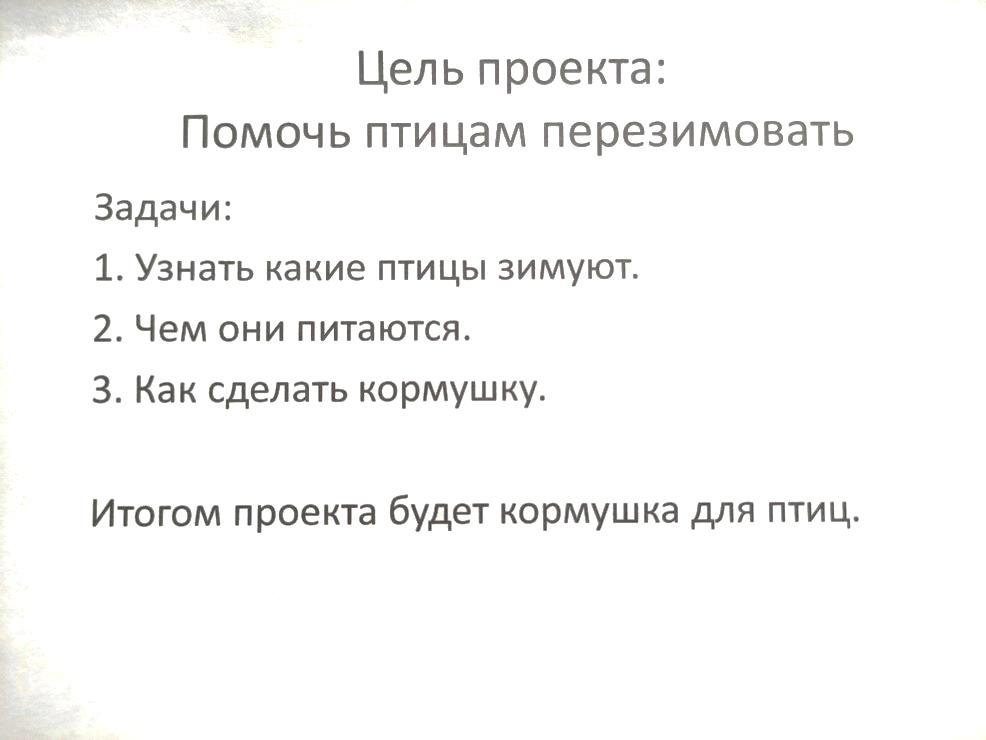 Цель проекта:
Помочь птицам перезимовать
Задачи:
1. Узнать какие птицы зимуют.
2. Чем они питаются.
3. Как сделать кормушку.
Итогом проекта будет кормушка для птиц.